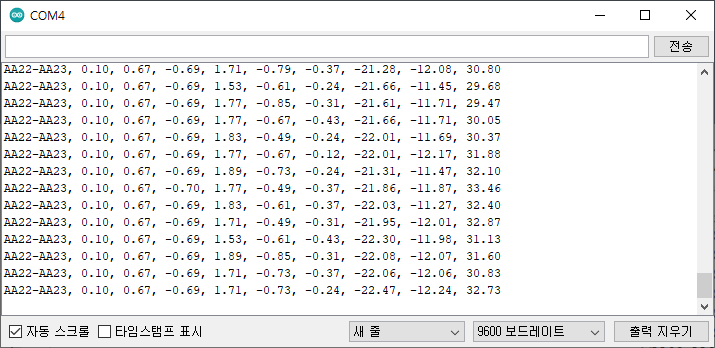 COM4
전송
AA22-AA23, 0.10, 0.67, -0.69, 1.71, -0.79, -0.37, -21.28, -12.08, 30.80
AA22-AA23, 0.10, 0.67, -0.69, 1.53, -0.61, -0.24, -21.66, -11.45, 29.68
AA22-AA23, 0.10, 0.67, -0.69, 1.77, -0.85, -0.31, -21.61, -11.71, 29.47
AA22-AA23, 0.10, 0.67, -0.69, 1.77, -0.67, -0.43, -21.66, -11.71, 30.05
AA22-AA23, 0.10, 0.67, -0.69, 1.83, -0.49, -0.24, -22.01, -11.69, 30.37
AA22-AA23, 0.10, 0.67, -0.69, 1.77, -0.67, -0.12, -22.01, -12.17, 31.88
AA22-AA23, 0.10, 0.67, -0.69, 1.89, -0.73, -0.24, -21.31, -11.47, 32.10
AA22-AA23, 0.10, 0.67, -0.70, 1.77, -0.49, -0.37, -21.86, -11.87, 33.46
AA22-AA23, 0.10, 0.67, -0.69, 1.83, -0.61, -0.37, -22.03, -11.27, 32.40
AA22-AA23, 0.10, 0.67, -0.69, 1.71, -0.49, -0.31, -21.95, -12.01, 32.87
AA22-AA23, 0.10, 0.67, -0.69, 1.53, -0.61, -0.43, -22.30, -11.98, 31.13
AA22-AA23, 0.10, 0.67, -0.69, 1.89, -0.85, -0.31, -22.08, -12.07, 31.60
AA22-AA23, 0.10, 0.67, -0.69, 1.71, -0.73, -0.37, -22.06, -12.06, 30.83
AA22-AA23, 0.10, 0.67, -0.69, 1.71, -0.73, -0.24, -22.47, -12.24, 32.73
자동 스크롤 타임스탬프 표시 새 줄 9600 보드레이트 출력 지우기